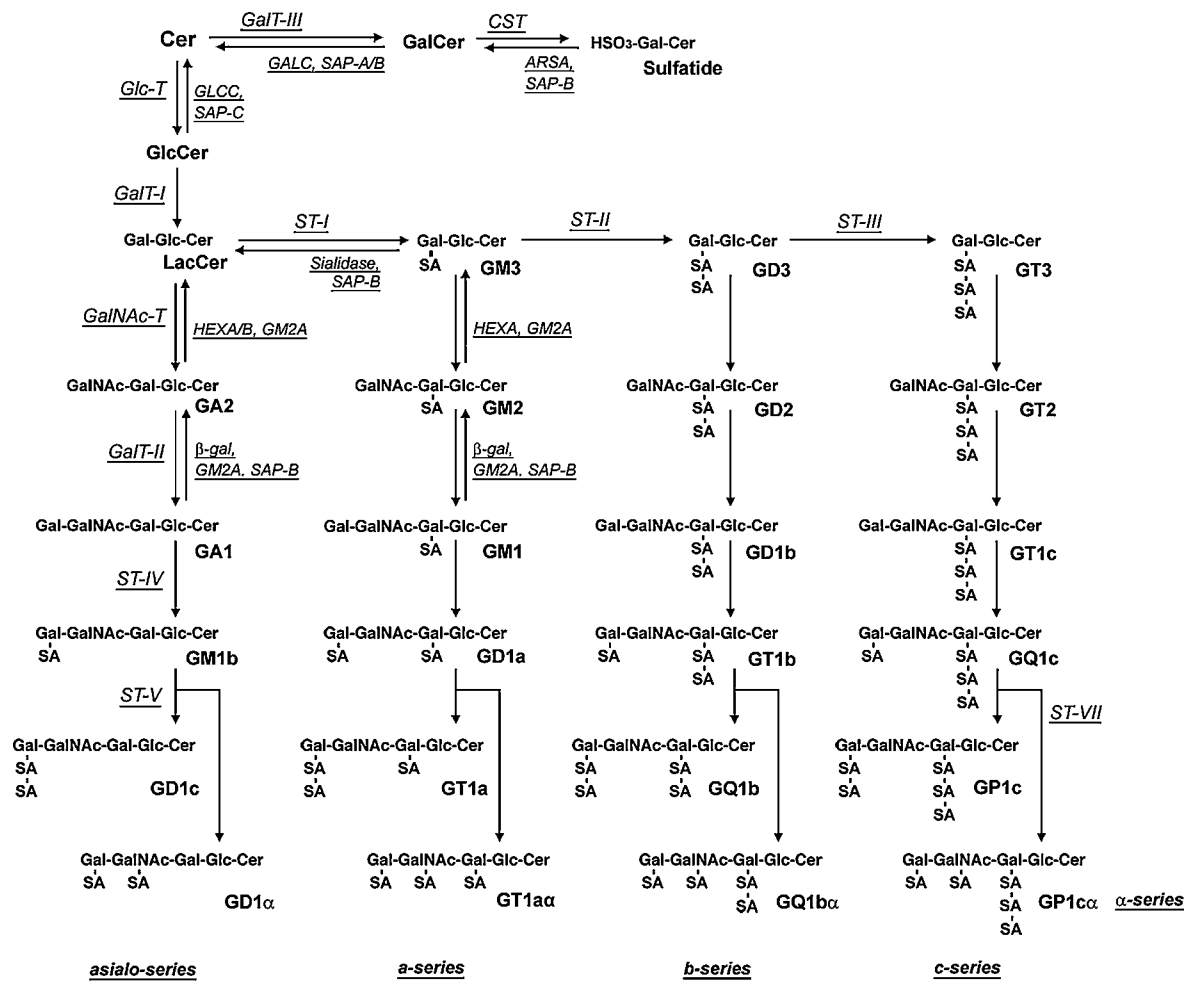 GalT-III
CST
Cer
GalCer
HSO₃-Gal-Cer
Sulfatide
GALC, SAP-A/B
ARSA,
SAP-B
Glc-T
GLCC,
SAP-C
GlcCer
GalT-I
ST-I
ST-II
ST-III
Gal-Glc-Cer
LacCer
Sialidase,
SAP-B
Gal-Glc-Cer
SA
GM3
Gal-Glc-Cer
SA
SA
GD3
Gal-Glc-Cer
SA
SA
SA
GT3
GalNAc-T
HEXA/B, GM2A
HEXA, GM2A
GalNAc-Gal-Glc-Cer
GA2
GalNAc-Gal-Glc-Cer
SA
GM2
GalNAc-Gal-Glc-Cer
SA
SA
GD2
GalNAc-Gal-Glc-Cer
SA
SA
SA
GT2
GalT-II
β-gal,
GM2A. SAP-B
β-gal,
GM2A. SAP-B
Gal-GalNAc-Gal-Glc-Cer
GA1
Gal-GalNAc-Gal-Glc-Cer
SA
GM1
Gal-GalNAc-Gal-Glc-Cer
SA
SA
GD1b
Gal-GalNAc-Gal-Glc-Cer
SA
SA
SA
GT1c
ST-IV
Gal-GalNAc-Gal-Glc-Cer
SA
GM1b
Gal-GalNAc-Gal-Glc-Cer
SA SA
GD1a
Gal-GalNAc-Gal-Glc-Cer
SA SA
SA
GT1b
Gal-GalNAc-Gal-Glc-Cer
SA SA
SA
SA
GQ1c
ST-V
ST-VII
Gal-GalNAc-Gal-Glc-Cer
SA
SA
GD1c
Gal-GalNAc-Gal-Glc-Cer
SA SA
SA
GT1a
Gal-GalNAc-Gal-Glc-Cer
SA SA
SA SA
GQ1b
Gal-GalNAc-Gal-Glc-Cer
SA SA
SA SA
SA
GP1c
Gal-GalNAc-Gal-Glc-Cer
SA SA
GD1α
Gal-GalNAc-Gal-Glc-Cer
SA SA SA
GT1aα
Gal-GalNAc-Gal-Glc-Cer
SA SA SA
SA
GQ1bα
Gal-GalNAc-Gal-Glc-Cer
SA SA SA
SA
SA
GP1cα
α-series
asialo-series
a-series
b-series
c-series